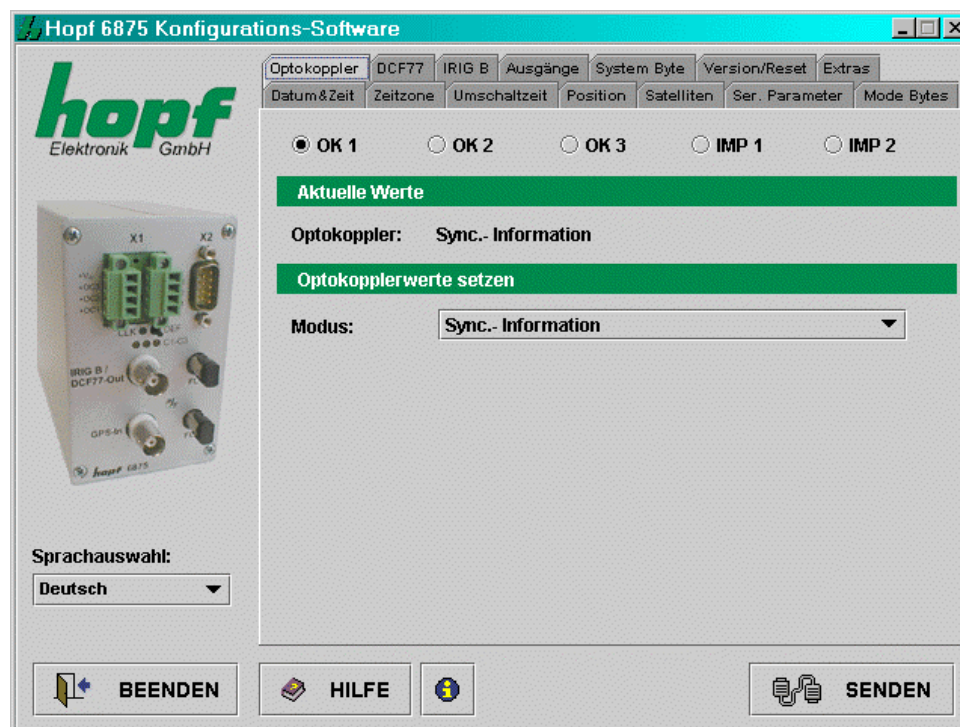 Hopf 6875 Konfigurations-Software
hopf
Elektronik GmbH
Optokoppler DCF77 IRIG B Ausgänge System Byte Version/Reset Extras
Datum&Zeit Zeitzone Umschaltzeit Position Satelliten Ser. Parameter Mode Bytes
OK 1 OK 2 OK 3 IMP 1 IMP 2
Aktuelle Werte
Optokoppler: Sync.- Information
Optokopplerwerte setzen
Modus: Sync.- Information
X1 X2
IRIG B /
DCF77-Out
GPS-In
hopf 6875
Sprachauswahl:
Deutsch
BEENDEN HILFE SENDEN